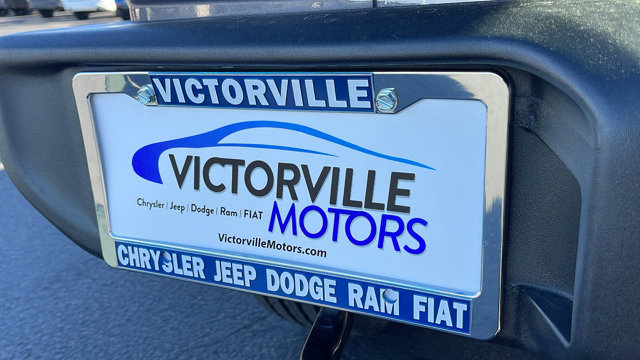 VICTORVILLE
VICTORVILLE
Chrysler | Jeep | Dodge | Ram | FIAT
MOTORS
VictorvilleMotors.com
CHRYSLER JEEP DODGE RAM FIAT